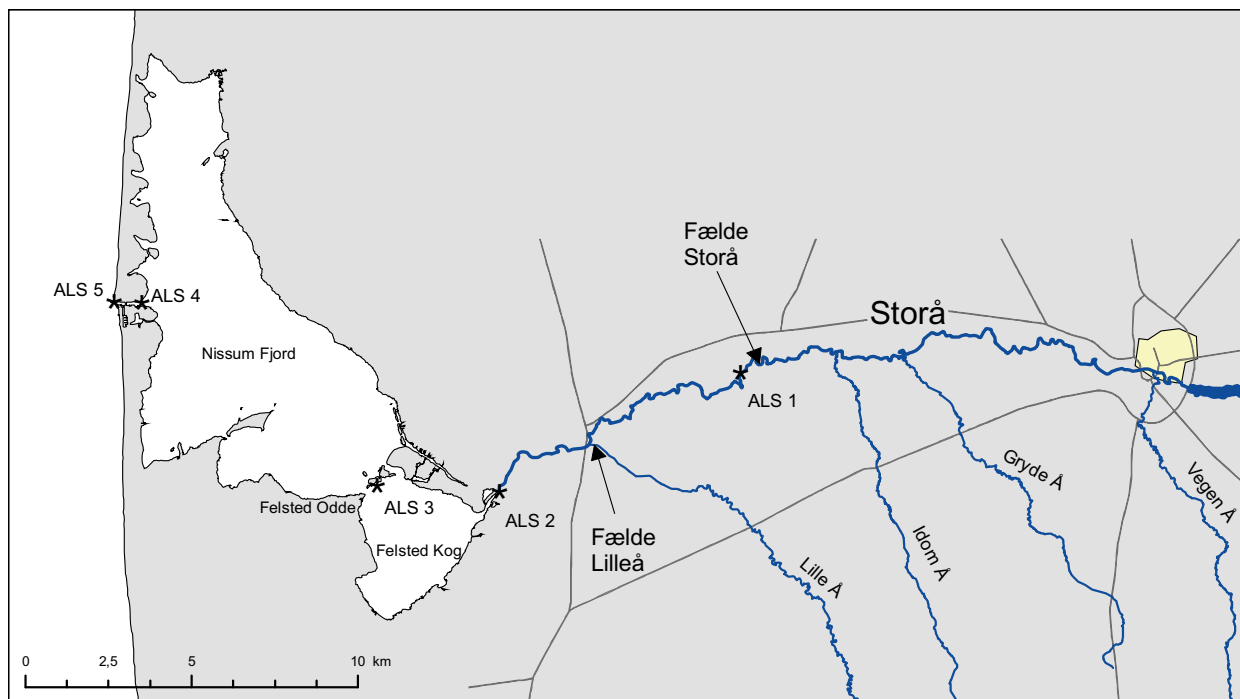 Fælde
Storå
Storå
ALS 5
ALS 4
Nissum Fjord
ALS 1
Gryde Å
Vegen Å
Felsted Odde
ALS 3
ALS 2
Felsted Kog
Fælde
Lilleå
Idom Å
Lille Å
0 2,5 5 10 km